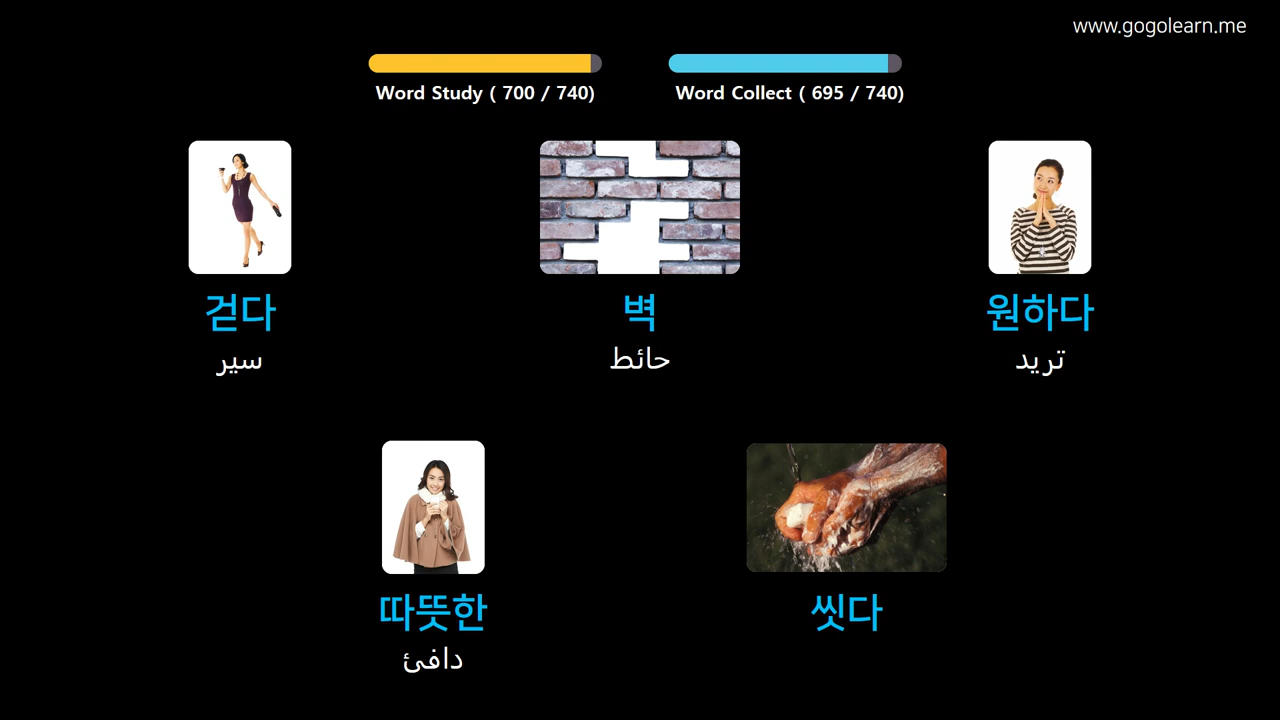 www.gogolearn.me
Word Study ( 700 / 740)
Word Collect ( 695 / 740)
걷다
سير
벽
حائط
원하다
تريد
따뜻한
دافئ
씻다